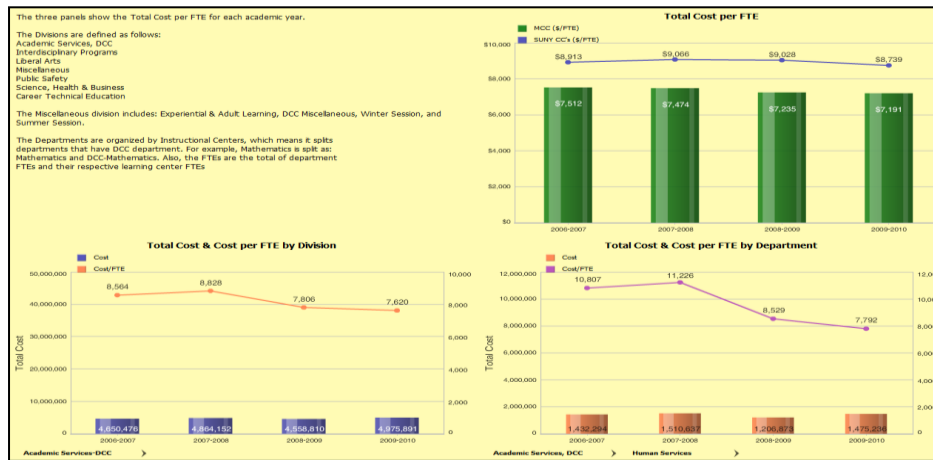 The three panels show the Total Cost per FTE for each academic year.
The Divisions are defined as follows:
Academic Services, DCC
Interdisciplinary Programs
Liberal Arts
Miscellaneous
Public Safety
Science, Health & Business
Career Technical Education
The Miscellaneous division includes: Experiential & Adult Learning, DCC Miscellaneous, Winter Session, and
Summer Session.
The Departments are organized by Instructional Centers, which means it splits
departments that have DCC department. For example, Mathematics is split as:
Mathematics and DCC-Mathematics. Also, the FTEs are the total of department
FTEs and their respective learning center FTEs
Total Cost per FTE
MCC ($/FTE)
SUNY CC's ($/FTE)
$10,000
$8,000
$6,000
$4,000
$2,000
$0
$8,913
$9,066
$9,028
$8,739
$7,512
$7,474
$7,235
$7,191
2006-2007
2007-2008
2008-2009
2009-2010
Total Cost & Cost per FTE by Division
Cost
Cost/FTE
Total Cost
50,000,000
40,000,000
30,000,000
20,000,000
10,000,000
0
10,000
8,000
6,000
4,000
2,000
0
8,564
8,828
7,806
7,620
4,650,476
4,864,152
4,558,810
4,975,891
2006-2007
2007-2008
2008-2009
2009-2010
Academic Services-DCC
Total Cost & Cost per FTE by Department
Cost
Cost/FTE
Total Cost
12,000,000
10,000,000
8,000,000
6,000,000
4,000,000
2,000,000
0
12,000
10,000
8,000
6,000
4,000
2,000
0
10,807
11,226
8,529
7,792
1,432,294
1,510,637
1,206,873
1,475,236
2006-2007
2007-2008
2008-2009
2009-2010
Academic Services, DCC
Human Services